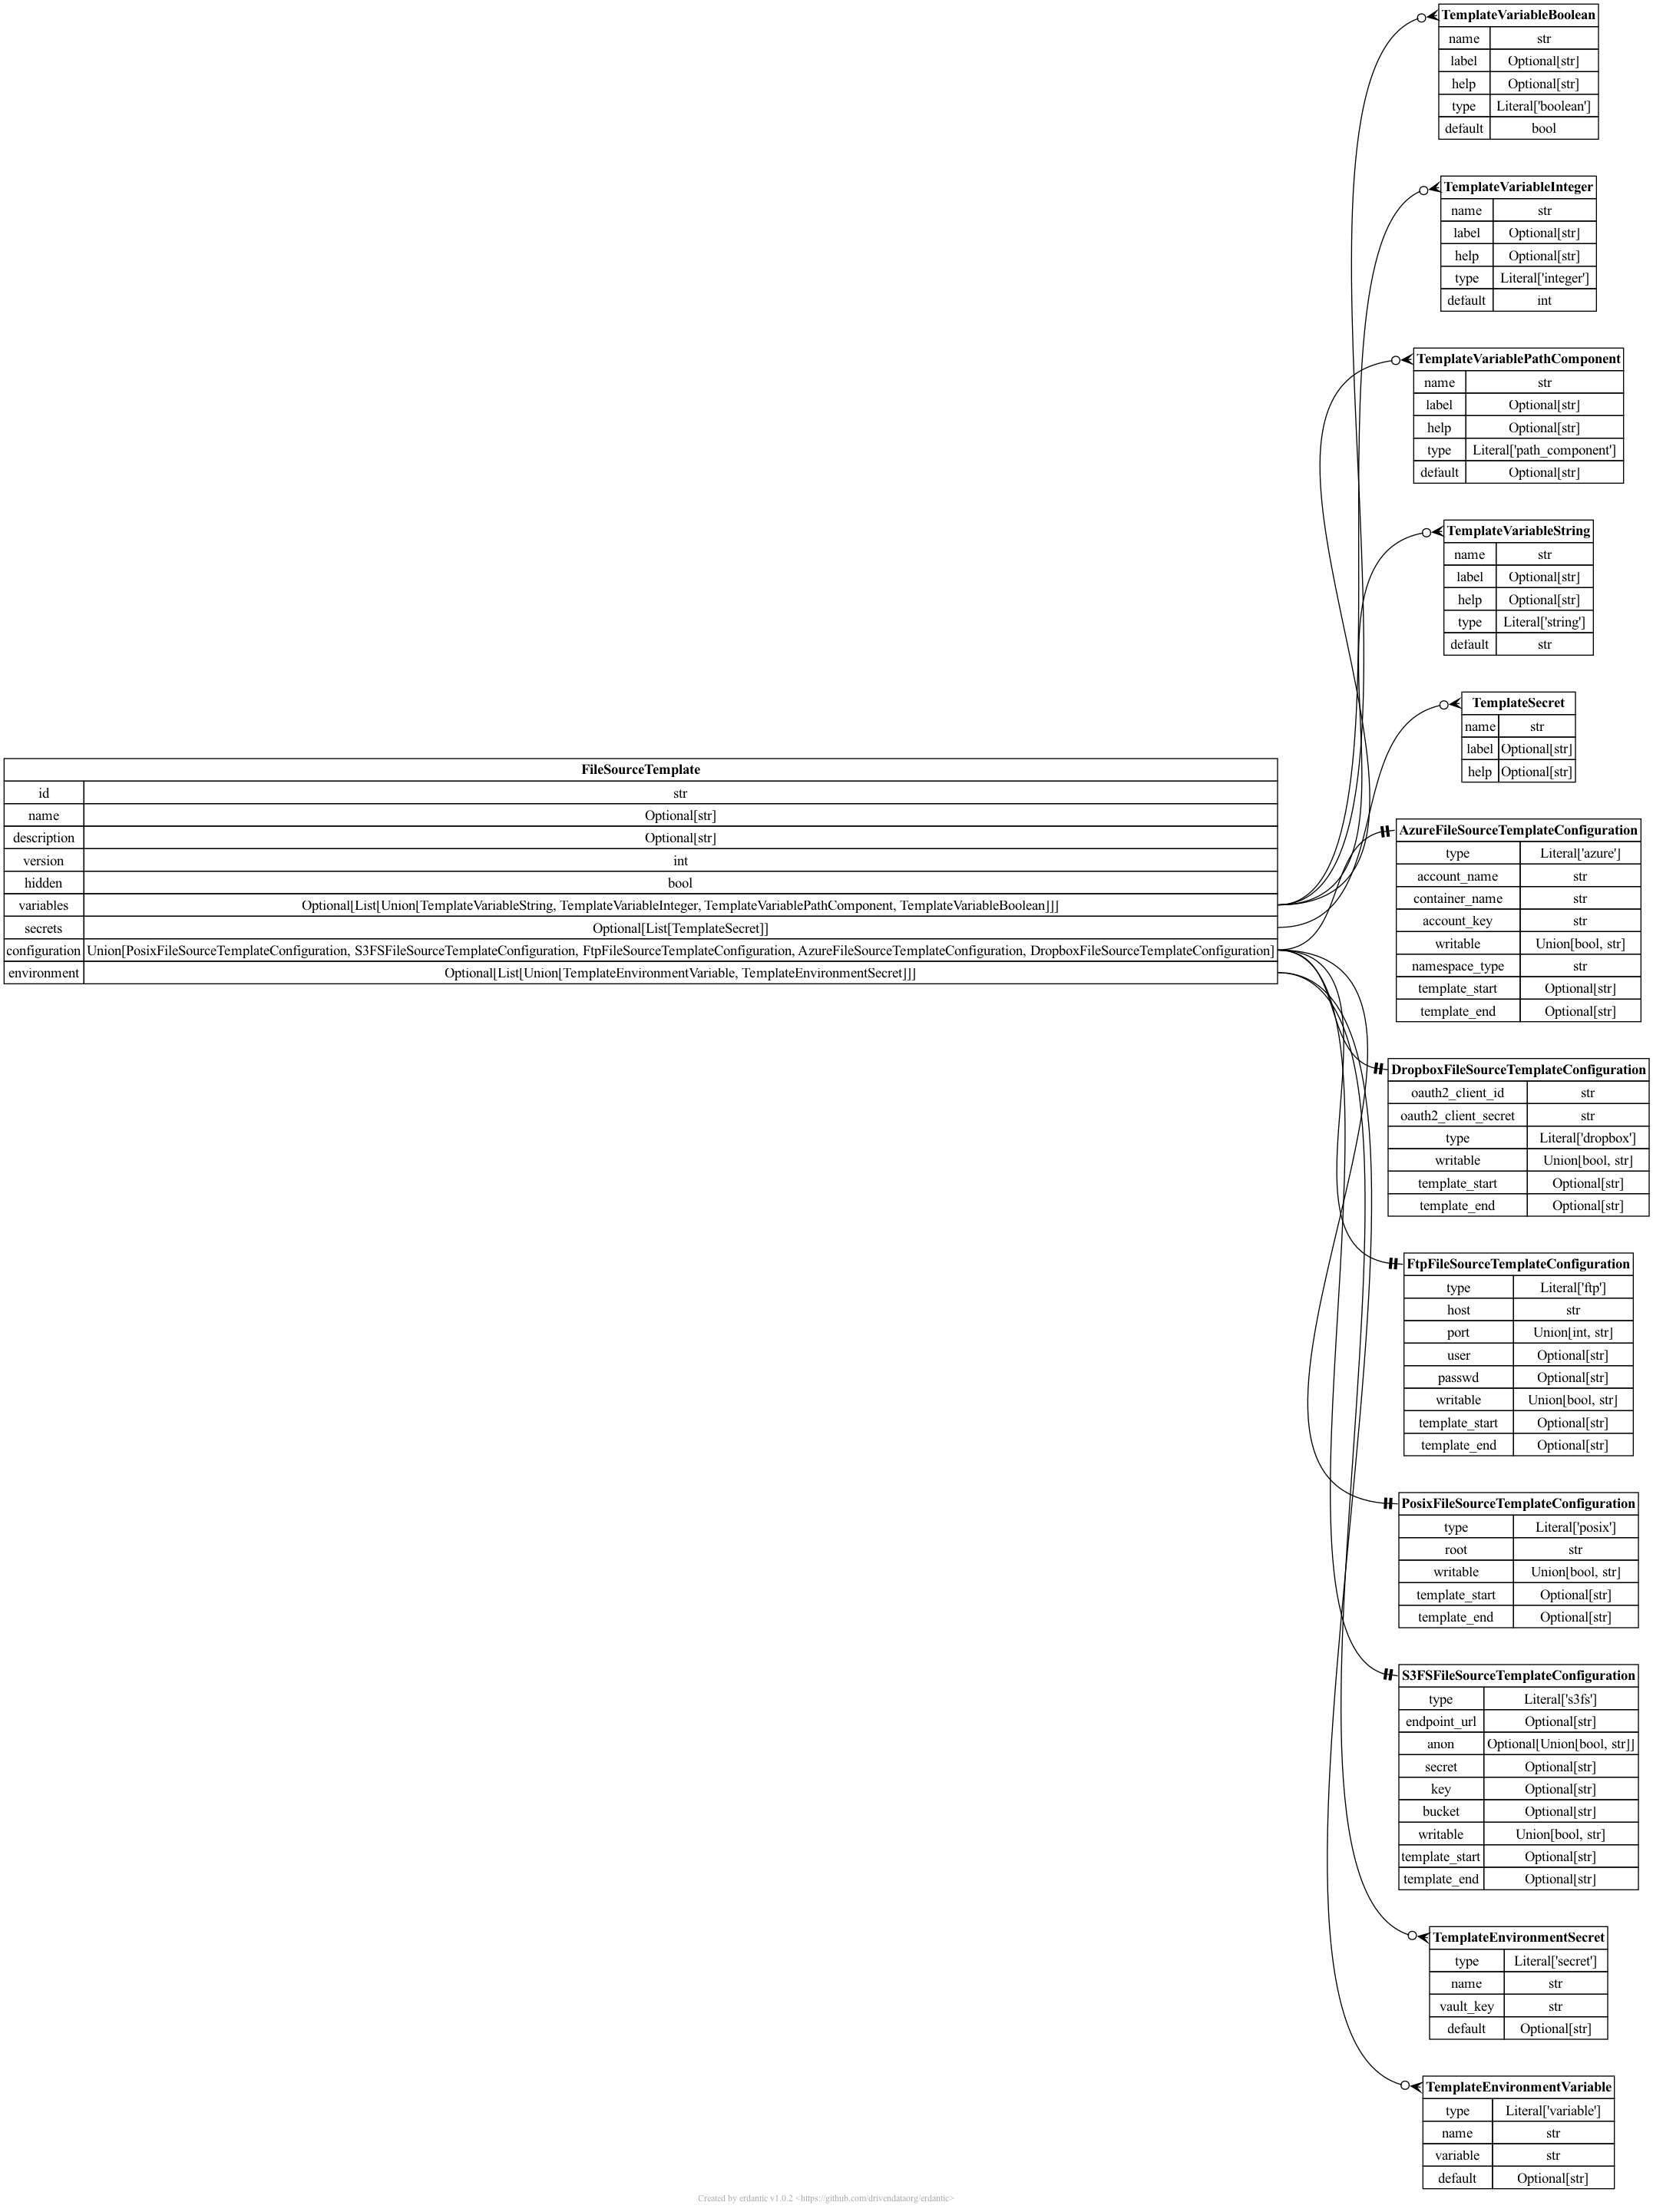 TemplateVariableBoolean
name str
label Optional[str]
help Optional[str]
type Literal['boolean']
default bool
TemplateVariableInteger
name str
label Optional[str]
help Optional[str]
type Literal['integer']
default int
TemplateVariablePathComponent
name str
label Optional[str]
help Optional[str]
type Literal['path_component']
default Optional[str]
TemplateVariableString
name str
label Optional[str]
help Optional[str]
type Literal['string']
default str
TemplateSecret
name str
label Optional[str]
help Optional[str]
FileSourceTemplate
id str
name Optional[str]
description Optional[str]
version int
hidden bool
variables Optional[List[Union[TemplateVariableString, TemplateVariableInteger, TemplateVariablePathComponent, TemplateVariableBoolean]]]
secrets Optional[List[TemplateSecret]]
configuration Union[PosixFileSourceTemplateConfiguration, S3FSFileSourceTemplateConfiguration, FtpFileSourceTemplateConfiguration, AzureFileSourceTemplateConfiguration, DropboxFileSourceTemplateConfiguration]
environment Optional[List[Union[TemplateEnvironmentVariable, TemplateEnvironmentSecret]]]
AzureFileSourceTemplateConfiguration
type Literal['azure']
account_name str
container_name str
account_key str
writable Union[bool, str]
namespace_type str
template_start Optional[str]
template_end Optional[str]
DropboxFileSourceTemplateConfiguration
oauth2_client_id str
oauth2_client_secret str
type Literal['dropbox']
writable Union[bool, str]
template_start Optional[str]
template_end Optional[str]
FtpFileSourceTemplateConfiguration
type Literal['ftp']
host str
port Union[int, str]
user Optional[str]
passwd Optional[str]
writable Union[bool, str]
template_start Optional[str]
template_end Optional[str]
PosixFileSourceTemplateConfiguration
type Literal['posix']
root str
writable Union[bool, str]
template_start Optional[str]
template_end Optional[str]
S3FSFileSourceTemplateConfiguration
type Literal['s3fs']
endpoint_url Optional[str]
anon Optional[Union[bool, str]]
secret Optional[str]
key Optional[str]
bucket Optional[str]
writable Union[bool, str]
template_start Optional[str]
template_end Optional[str]
TemplateEnvironmentSecret
type Literal['secret']
name str
vault_key str
default Optional[str]
TemplateEnvironmentVariable
type Literal['variable']
name str
variable str
default Optional[str]
Created by erdantic v1.0.2 <https://github.com/drivendataorg/erdantic>